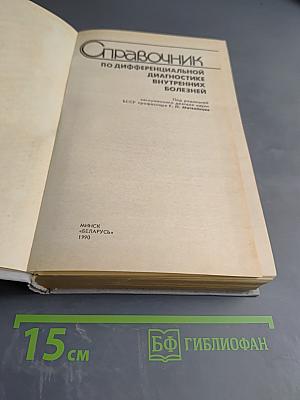 Справочник
ПО ДИФФЕРЕНЦИАЛЬНОЙ
ДИАГНОСТИКЕ
ВНУТРЕННИХ
БОЛЕЗНЕЙ
Под редакцией
заслуженного деятеля науки
БССР профессора Г. П. Матвейкова
МИНСК
«БЕЛАРУСЬ»
1990
15 см
БФ ГИБЛИОФАН